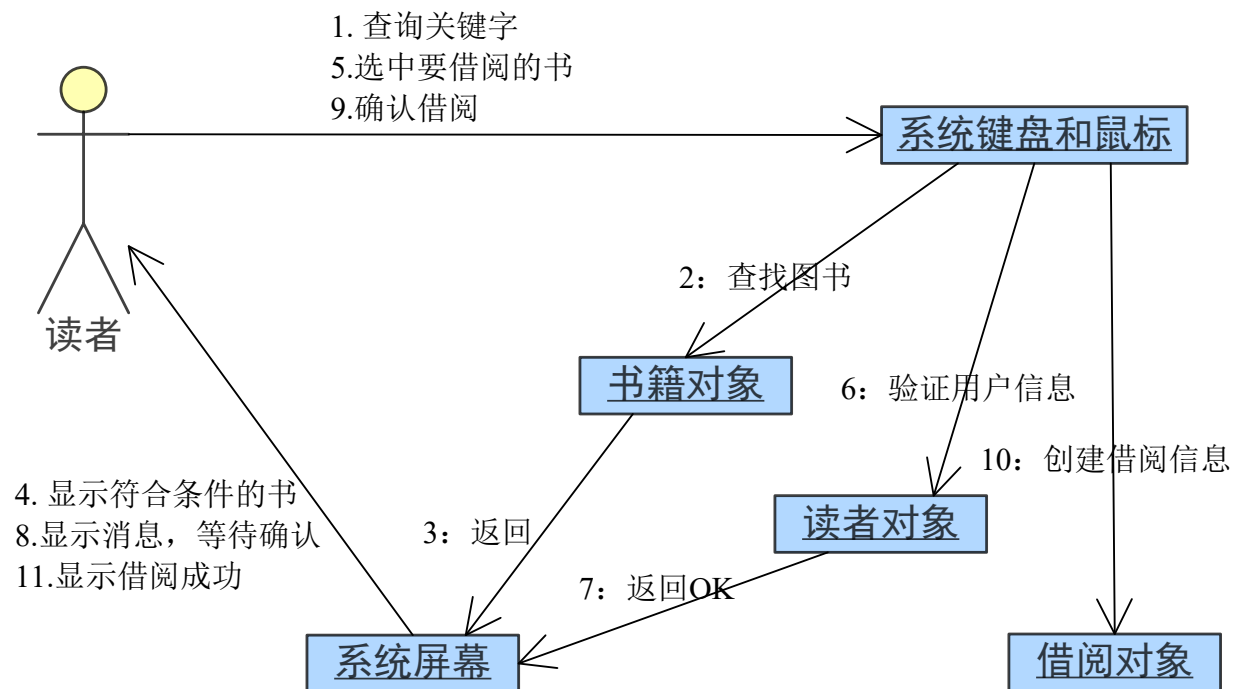 1. 查询关键字
5.选中要借阅的书
9.确认借阅
系统键盘和鼠标
2：查找图书
读者
书籍对象
6：验证用户信息
10：创建借阅信息
4. 显示符合条件的书
8.显示消息，等待确认
11.显示借阅成功
3：返回
读者对象
7：返回OK
系统屏幕
借阅对象